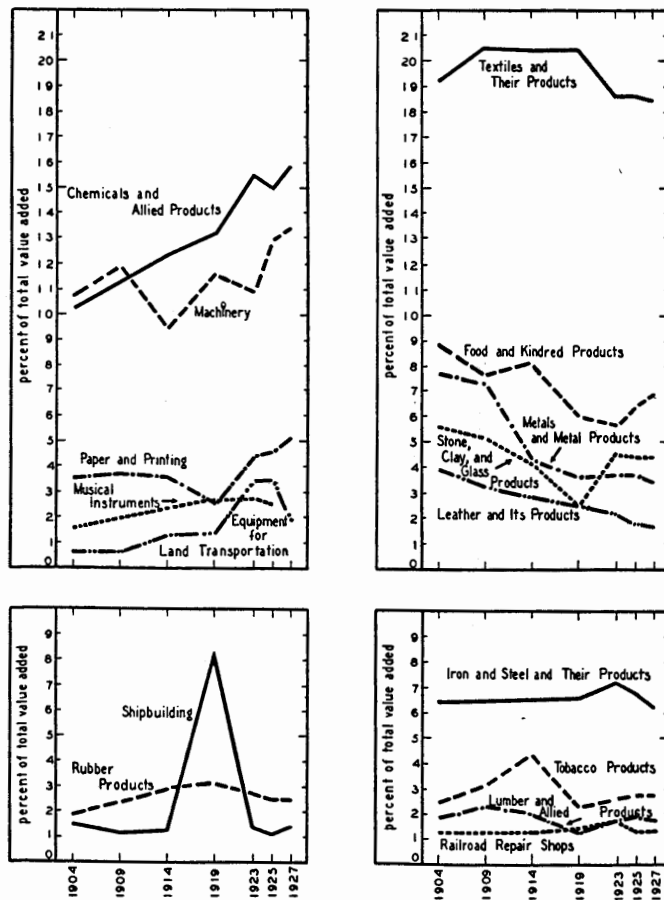 percent of total value added
21
20
19
18
17
16
15
14
13
12
11
10
9
8
7
6
5
4
3
2
1
0
Chemicals and
Allied Products
Machinery
Paper and Printing
Musical
Instruments
Equipment
for
Land Transportation
percent of total value added
21
20
19
18
17
16
15
14
13
12
11
10
9
8
7
6
5
4
3
2
1
0
Textiles and
Their Products
Food and Kindred Products
Metals
and Metal Products
Stone,
Clay, and
Glass
Products
Leather and Its Products
percent of total value added
9
8
7
6
5
4
3
2
1
0
Shipbuilding
Rubber
Products
1904
1909
1914
1919
1923
1925
1927
percent of total value added
9
8
7
6
5
4
3
2
1
0
Iron and Steel and Their Products
Tobacco Products
Lumber and Allied
Products
Railroad Repair Shops
1904
1909
1914
1919
1923
1925
1927